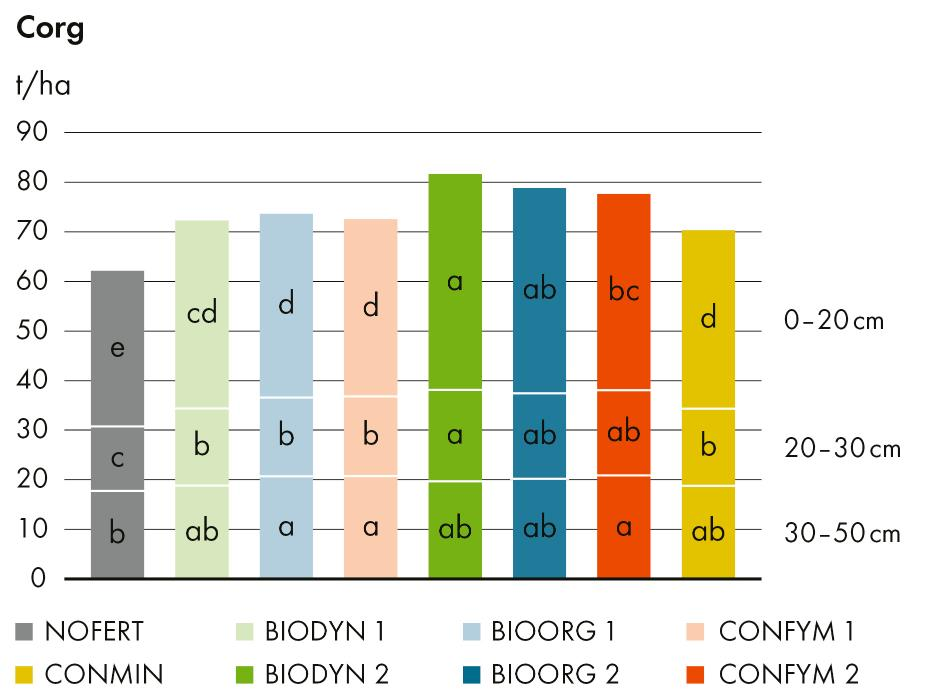 Corg
t/ha
90
80
70
60
50
40
30
20
10
0
e cd d d a ab bc d
c b b b a ab ab b
b ab a a ab ab a ab
0–20 cm
20–30 cm
30–50 cm
NOFERT BIODYN 1 BIOORG 1 CONFYM 1
CONMIN BIODYN 2 BIOORG 2 CONFYM 2